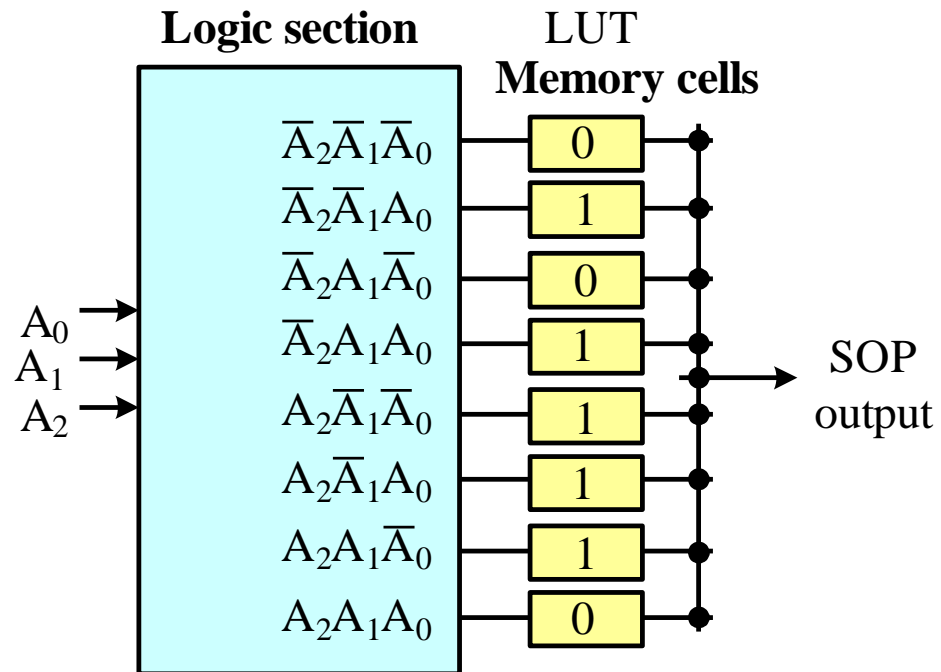 Logic section
LUT
Memory cells
A̅₂A̅₁A̅₀ 0
A̅₂A̅₁A₀ 1
A̅₂A₁A̅₀ 0
A̅₂A₁A₀ 1
A₂A̅₁A̅₀ 1
A₂A̅₁A₀ 1
A₂A₁A̅₀ 1
A₂A₁A₀ 0
A₀
A₁
A₂
SOP
output